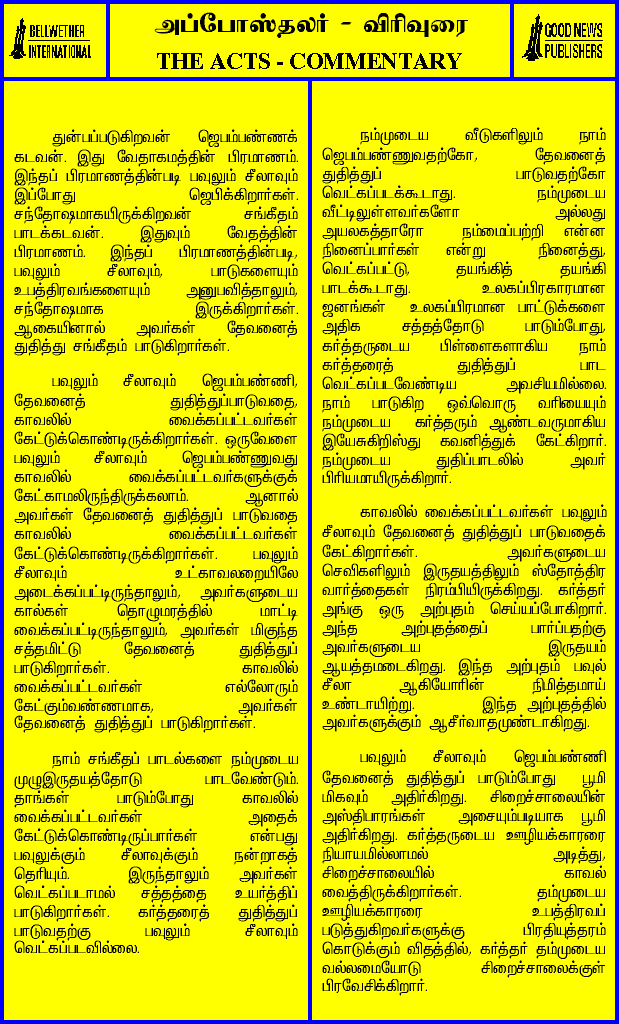 BELLWETHER
INTERNATIONAL
அப்போஸ்தலர் - விரிவுரை
THE ACTS - COMMENTARY
GOOD NEWS
PUBLISHERS
துன்பப்படுகிறவன் ஜெபம்பண்ணக்
கடவன். இது வேதாகமத்தின் பிரமாணம்.
இந்தப் பிரமாணத்தின்படி பவுலும் சீலாவும்
இப்போது ஜெபிக்கிறார்கள்.
சந்தோஷமாகயிருக்கிறவன் சங்கீதம்
பாடக்கடவன். இதுவும் வேதத்தின்
பிரமாணம். இந்தப் பிரமாணத்தின்படி,
பவுலும் சீலாவும், பாடுகளையும்
உபத்திரவங்களையும் அனுபவித்தாலும்,
சந்தோஷமாக இருக்கிறார்கள்.
ஆகையினால் அவர்கள் தேவனைத்
துதித்து சங்கீதம் பாடுகிறார்கள்.
பவுலும் சீலாவும் ஜெபம்பண்ணி,
தேவனைத் துதித்துப்பாடுவதை,
காவலில் வைக்கப்பட்டவர்கள்
கேட்டுக்கொண்டிருக்கிறார்கள். ஒருவேளை
பவுலும் சீலாவும் ஜெபம்பண்ணுவது
காவலில் வைக்கப்பட்டவர்களுக்குக்
கேட்காமலிருந்திருக்கலாம். ஆனால்
அவர்கள் தேவனைத் துதித்துப் பாடுவதை
காவலில் வைக்கப்பட்டவர்கள்
கேட்டுக்கொண்டிருக்கிறார்கள். பவுலும்
சீலாவும் உட்காவலறையிலே
அடைக்கப்பட்டிருந்தாலும், அவர்களுடைய
கால்கள் தொழுமரத்தில் மாட்டி
வைக்கப்பட்டிருந்தாலும், அவர்கள் மிகுந்த
சத்தமிட்டு தேவனைத் துதித்துப்
பாடுகிறார்கள். காவலில்
வைக்கப்பட்டவர்கள் எல்லோரும்
கேட்கும்வண்ணமாக, அவர்கள்
தேவனைத் துதித்துப் பாடுகிறார்கள்.
நாம் சங்கீதப் பாடல்களை நம்முடைய
முழுஇருதயத்தோடு பாடவேண்டும்.
தாங்கள் பாடும்போது காவலில்
வைக்கப்பட்டவர்கள் அதைக்
கேட்டுக்கொண்டிருப்பார்கள் என்பது
பவுலுக்கும் சீலாவுக்கும் நன்றாகத்
தெரியும். இருந்தாலும் அவர்கள்
வெட்கப்படாமல் சத்தத்தை உயர்த்திப்
பாடுகிறார்கள். கர்த்தரைத் துதித்துப்
பாடுவதற்கு பவுலும் சீலாவும்
வெட்கப்படவில்லை.
நம்முடைய வீடுகளிலும் நாம்
ஜெபம்பண்ணுவதற்கோ, தேவனைத்
துதித்துப் பாடுவதற்கோ
வெட்கப்படக்கூடாது. நம்முடைய
வீட்டிலுள்ளவர்களோ அல்லது
அயலகத்தாரோ நம்மைப்பற்றி என்ன
நினைப்பார்கள் என்று நினைத்து,
வெட்கப்பட்டு, தயங்கித் தயங்கி
பாடக்கூடாது. உலகப்பிரகாரமான
ஜனங்கள் உலகப்பிரமான பாட்டுக்களை
அதிக சத்தத்தோடு பாடும்போது,
கர்த்தருடைய பிள்ளைகளாகிய நாம்
கர்த்தரைத் துதித்துப் பாட
வெட்கப்படவேண்டிய அவசியமில்லை.
நாம் பாடுகிற ஒவ்வொரு வரியையும்
நம்முடைய கர்த்தரும் ஆண்டவருமாகிய
இயேசுகிறிஸ்து கவனித்துக் கேட்கிறார்.
நம்முடைய துதிப்பாடலில் அவர்
பிரியமாயிருக்கிறார்.
காவலில் வைக்கப்பட்டவர்கள் பவுலும்
சீலாவும் தேவனைத் துதித்துப் பாடுவதைக்
கேட்கிறார்கள். அவர்களுடைய
செவிகளிலும் இருதயத்திலும் ஸ்தோத்திர
வார்த்தைகள் நிரம்பியிருக்கிறது. கர்த்தர்
அங்கு ஒரு அற்புதம் செய்யப்போகிறார்.
அந்த அற்புதத்தைப் பார்ப்பதற்கு
அவர்களுடைய இருதயம்
ஆயத்தமடைகிறது. இந்த அற்புதம் பவுல்
சீலா ஆகியோரின் நிமித்தமாய்
உண்டாயிற்று. இந்த அற்புதத்தில்
அவர்களுக்கும் ஆசீர்வாதமுண்டாகிறது.
பவுலும் சீலாவும் ஜெபம்பண்ணி
தேவனைத் துதித்துப் பாடும்போது பூமி
மிகவும் அதிர்கிறது. சிறைச்சாலையின்
அஸ்திபாரங்கள் அசையும்படியாக பூமி
அதிர்கிறது. கர்த்தருடைய ஊழியக்காரரை
நியாயமில்லாமல் அடித்து,
சிறைச்சாலையில் காவல்
வைத்திருக்கிறார்கள். தம்முடைய
ஊழியக்காரரை உபத்திரவப்
படுத்துகிறவர்களுக்கு பிரதியுத்தரம்
கொடுக்கும் விதத்தில், கர்த்தர் தம்முடைய
வல்லமையோடு சிறைச்சாலைக்குள்
பிரவேசிக்கிறார்.